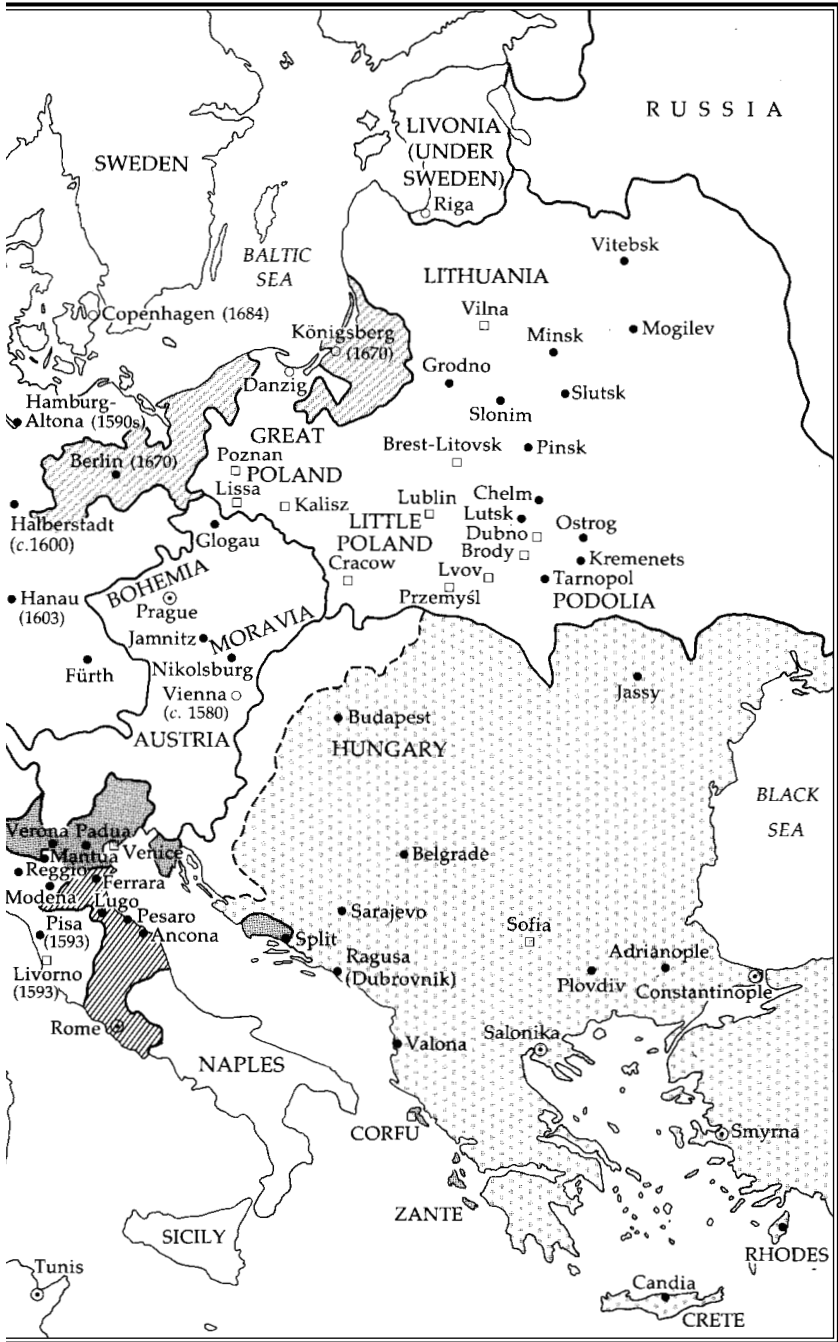 RUSSIA
LIVONIA
(UNDER
SWEDEN)
SWEDEN
Riga
Vitebsk
BALTIC
SEA
LITHUANIA
Copenhagen (1684)
Vilna
Mogilev
Königsberg
(1670)
Minsk
Danzig
Grodno
Slutsk
Hamburg-
Altona (1590s)
Slonim
GREAT
POLAND
Brest-Litovsk
Pinsk
Berlin (1670)
Poznan
Lissa
Kalisz
Lublin
Chelm
Lutsk
Halberstadt
(c.1600)
Glogau
LITTLE
POLAND
Dubno
Ostrog
Brody
Kremenets
Cracow
Lvov
Tarnopol
Przemyśl
PODOLIA
BOHEMIA
Hanau
(1603)
Prague
Jamnitz
MORAVIA
Fürth
Nikolsburg
Vienna
(c. 1580)
Jassy
Budapest
AUSTRIA
HUNGARY
BLACK
SEA
Verona
Padua
Mantua
Venice
Belgrade
Reggio
Ferrara
Modena
Lugo
Pesaro
Sarajevo
Pisa
(1593)
Ancona
Split
Sofia
Livorno
(1593)
Ragusa
(Dubrovnik)
Adrianople
Plovdiv
Constantinople
Rome
Valona
Salonika
NAPLES
CORFU
Smyrna
ZANTE
SICILY
RHODES
Tunis
Candia
CRETE